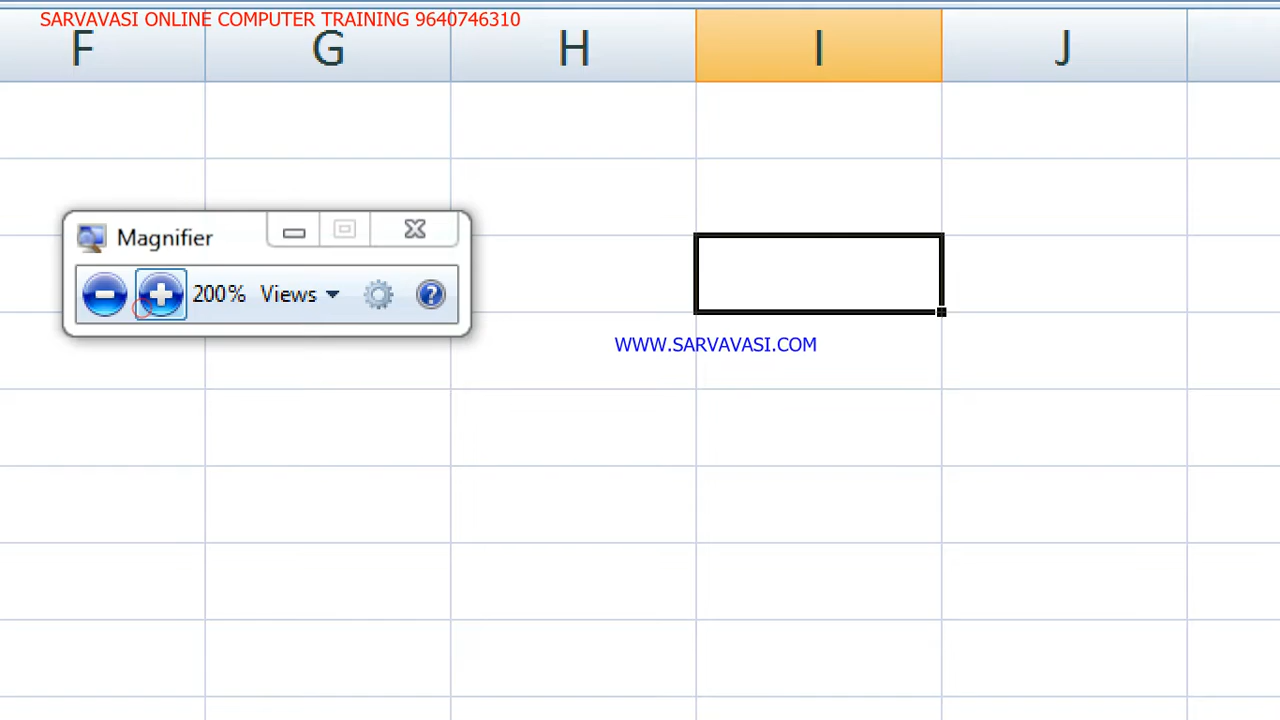 SARVAVASI ONLINE COMPUTER TRAINING 9640746310
F G H I J
Magnifier
200% Views
WWW.SARVAVASI.COM